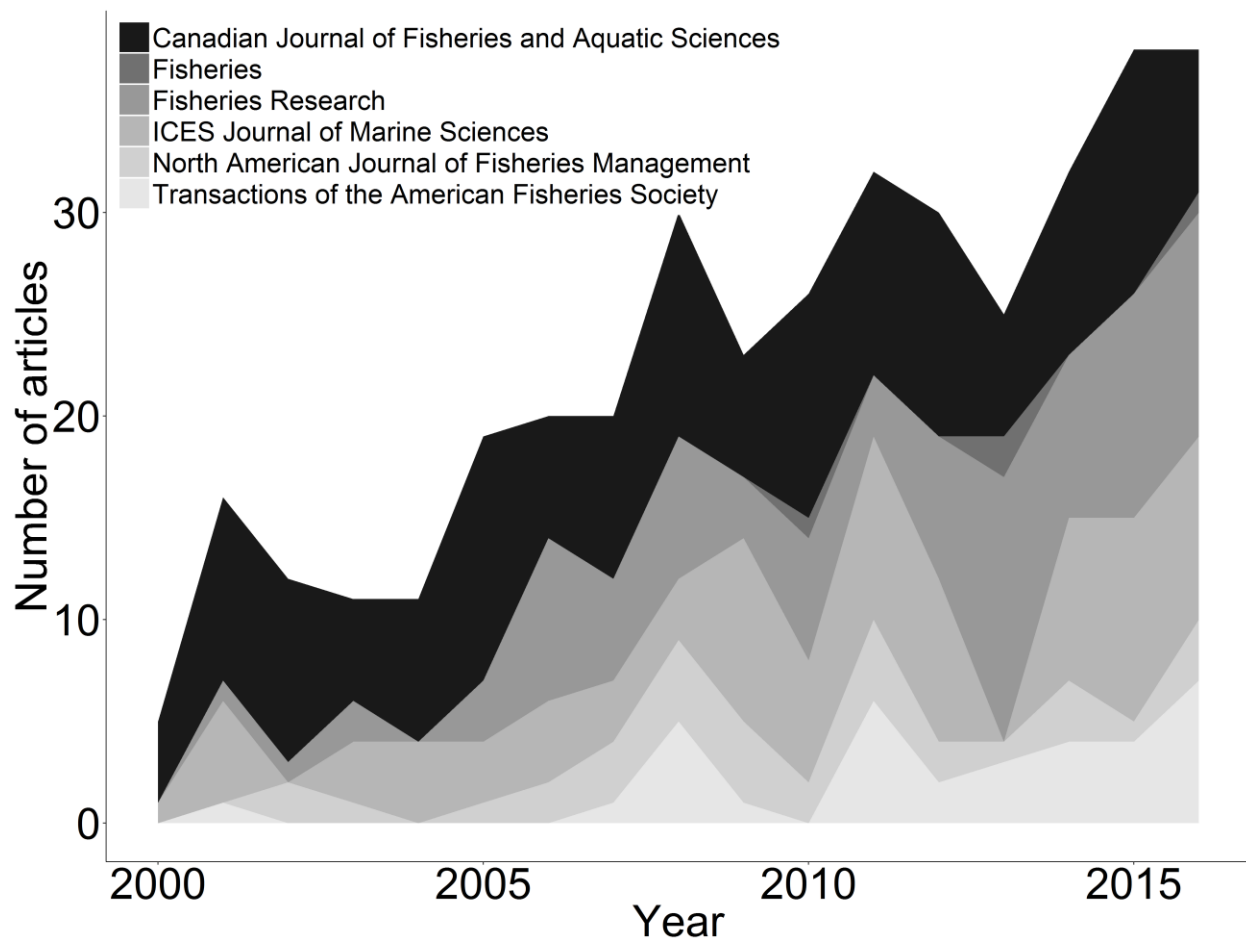 Canadian Journal of Fisheries and Aquatic Sciences
Fisheries
Fisheries Research
ICES Journal of Marine Sciences
North American Journal of Fisheries Management
Transactions of the American Fisheries Society
Number of articles
30
20
10
0
2000 2005 2010 2015
Year